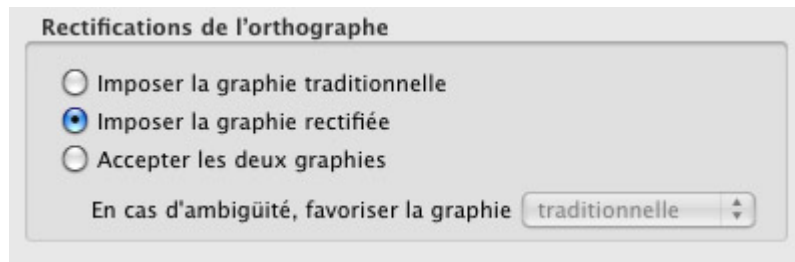 Rectifications de l'orthographe
Imposer la graphie traditionnelle
Imposer la graphie rectifiée
Accepter les deux graphies
En cas d'ambigüité, favoriser la graphie traditionnelle